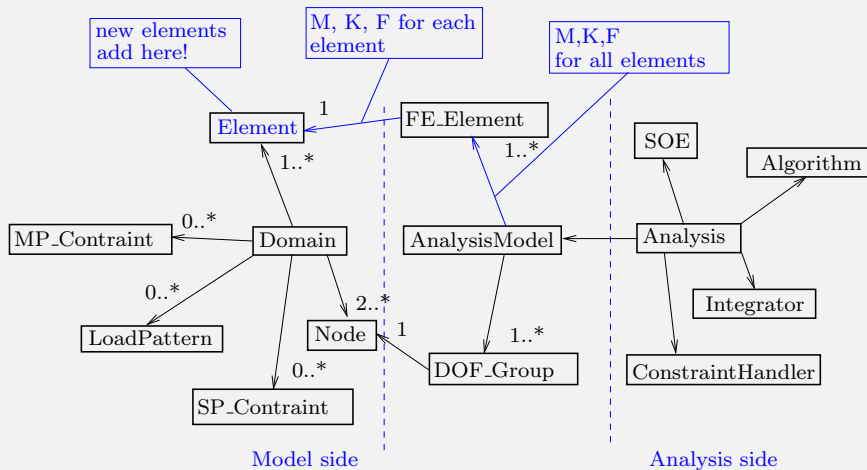 new elements
add here!
M, K, F for each
element
M,K,F
for all elements
1
Element
FE_Element
1..*
1..*
SOE
Algorithm
0..*
MP_Contraint
Domain
AnalysisModel
Analysis
0..*
2..*
Integrator
LoadPattern
Node
1
1..*
0..*
DOF_Group
ConstraintHandler
SP_Contraint
Model side
Analysis side